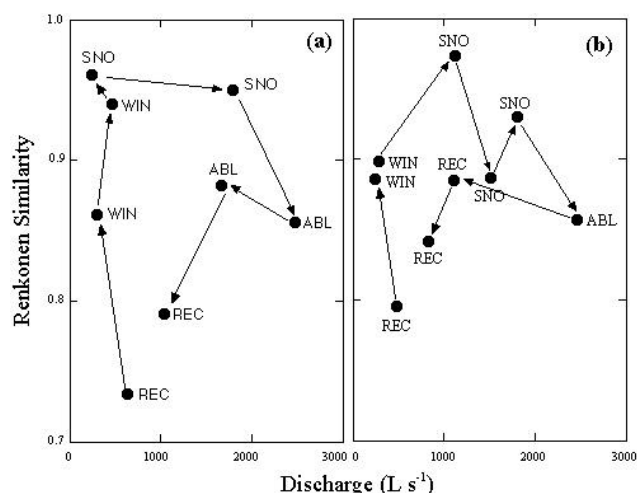 1.0
(a)
(b)
SNO
SNO
SNO
SNO
WIN
0.9
ABL
WIN
REC
WIN
SNO
WIN
ABL
ABL
Renkonen Similarity
REC
0.8
REC
REC
REC
0.7
0
1000
2000
3000
0
1000
2000
3000
Discharge (L s⁻¹)